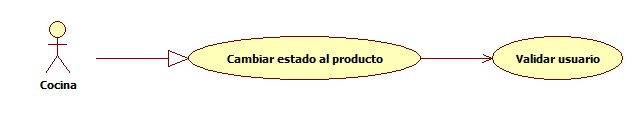 Cocina
Cambiar estado al producto
Validar usuario